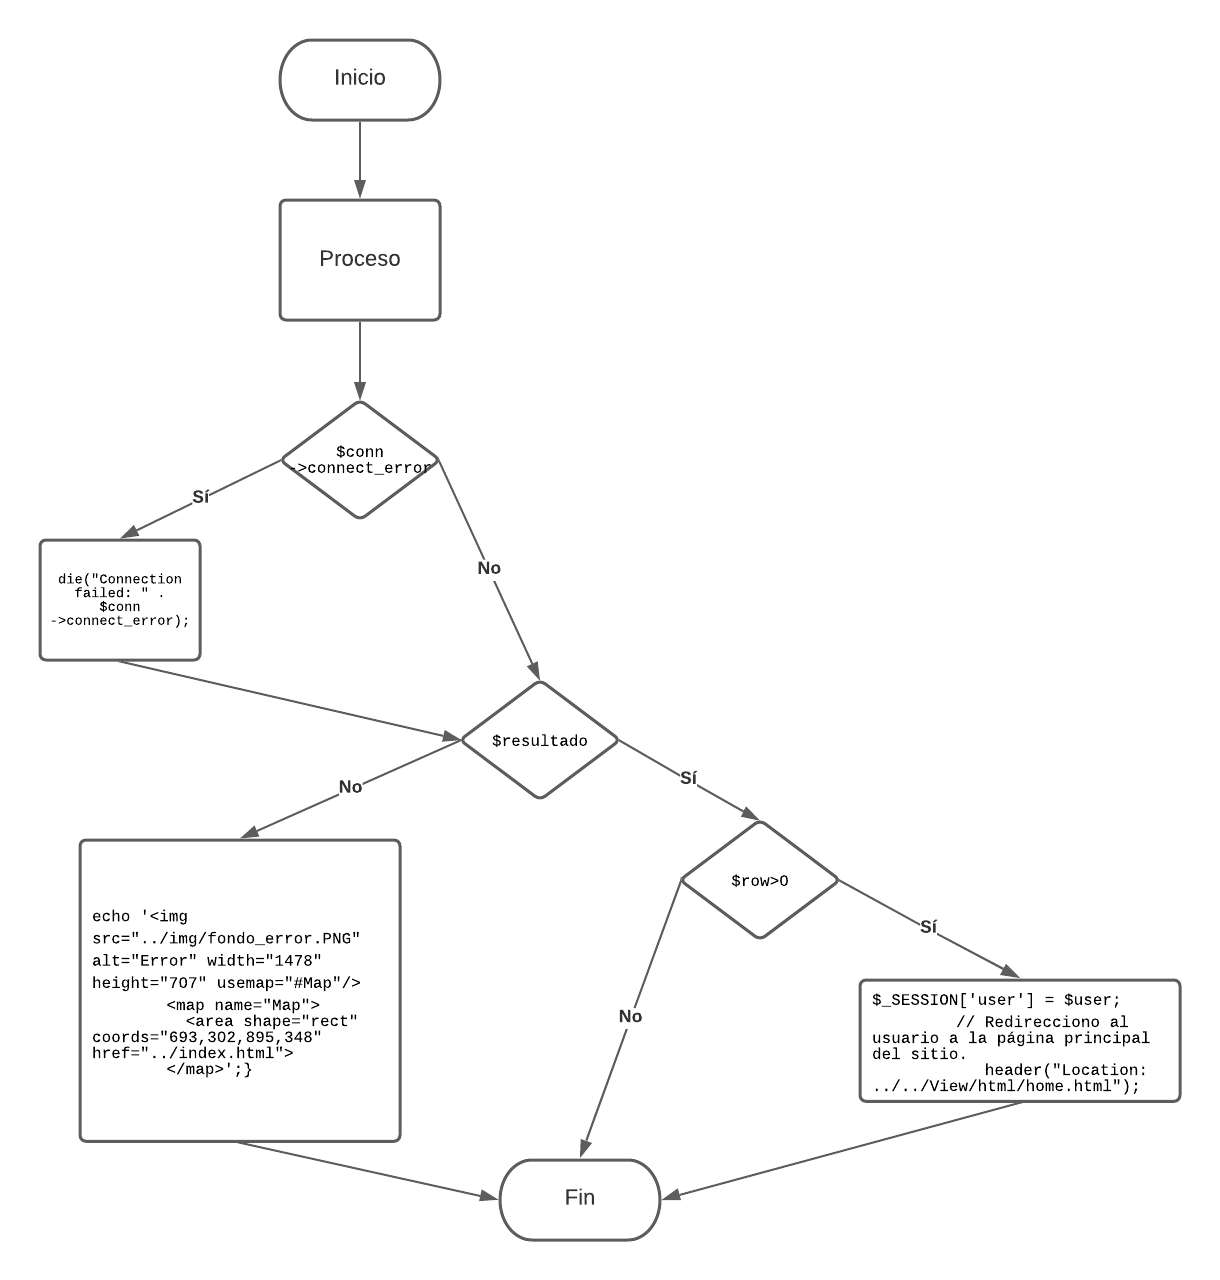 Inicio
Proceso
$conn
->connect_error
Sí
No
die("Connection
failed: " .
$conn
->connect_error);
$resultado
No
Sí
$row>0
Sí
No
echo '<img
src="../img/fondo_error.PNG"
alt="Error" width="1478"
height="707" usemap="#Map"/>
<map name="Map">
<area shape="rect"
coords="693,302,895,348"
href="../index.html">
</map>';}
$_SESSION['user'] = $user;
// Redirecciono al
usuario a la página principal
del sitio.
header("Location:
../../View/html/home.html");
Fin